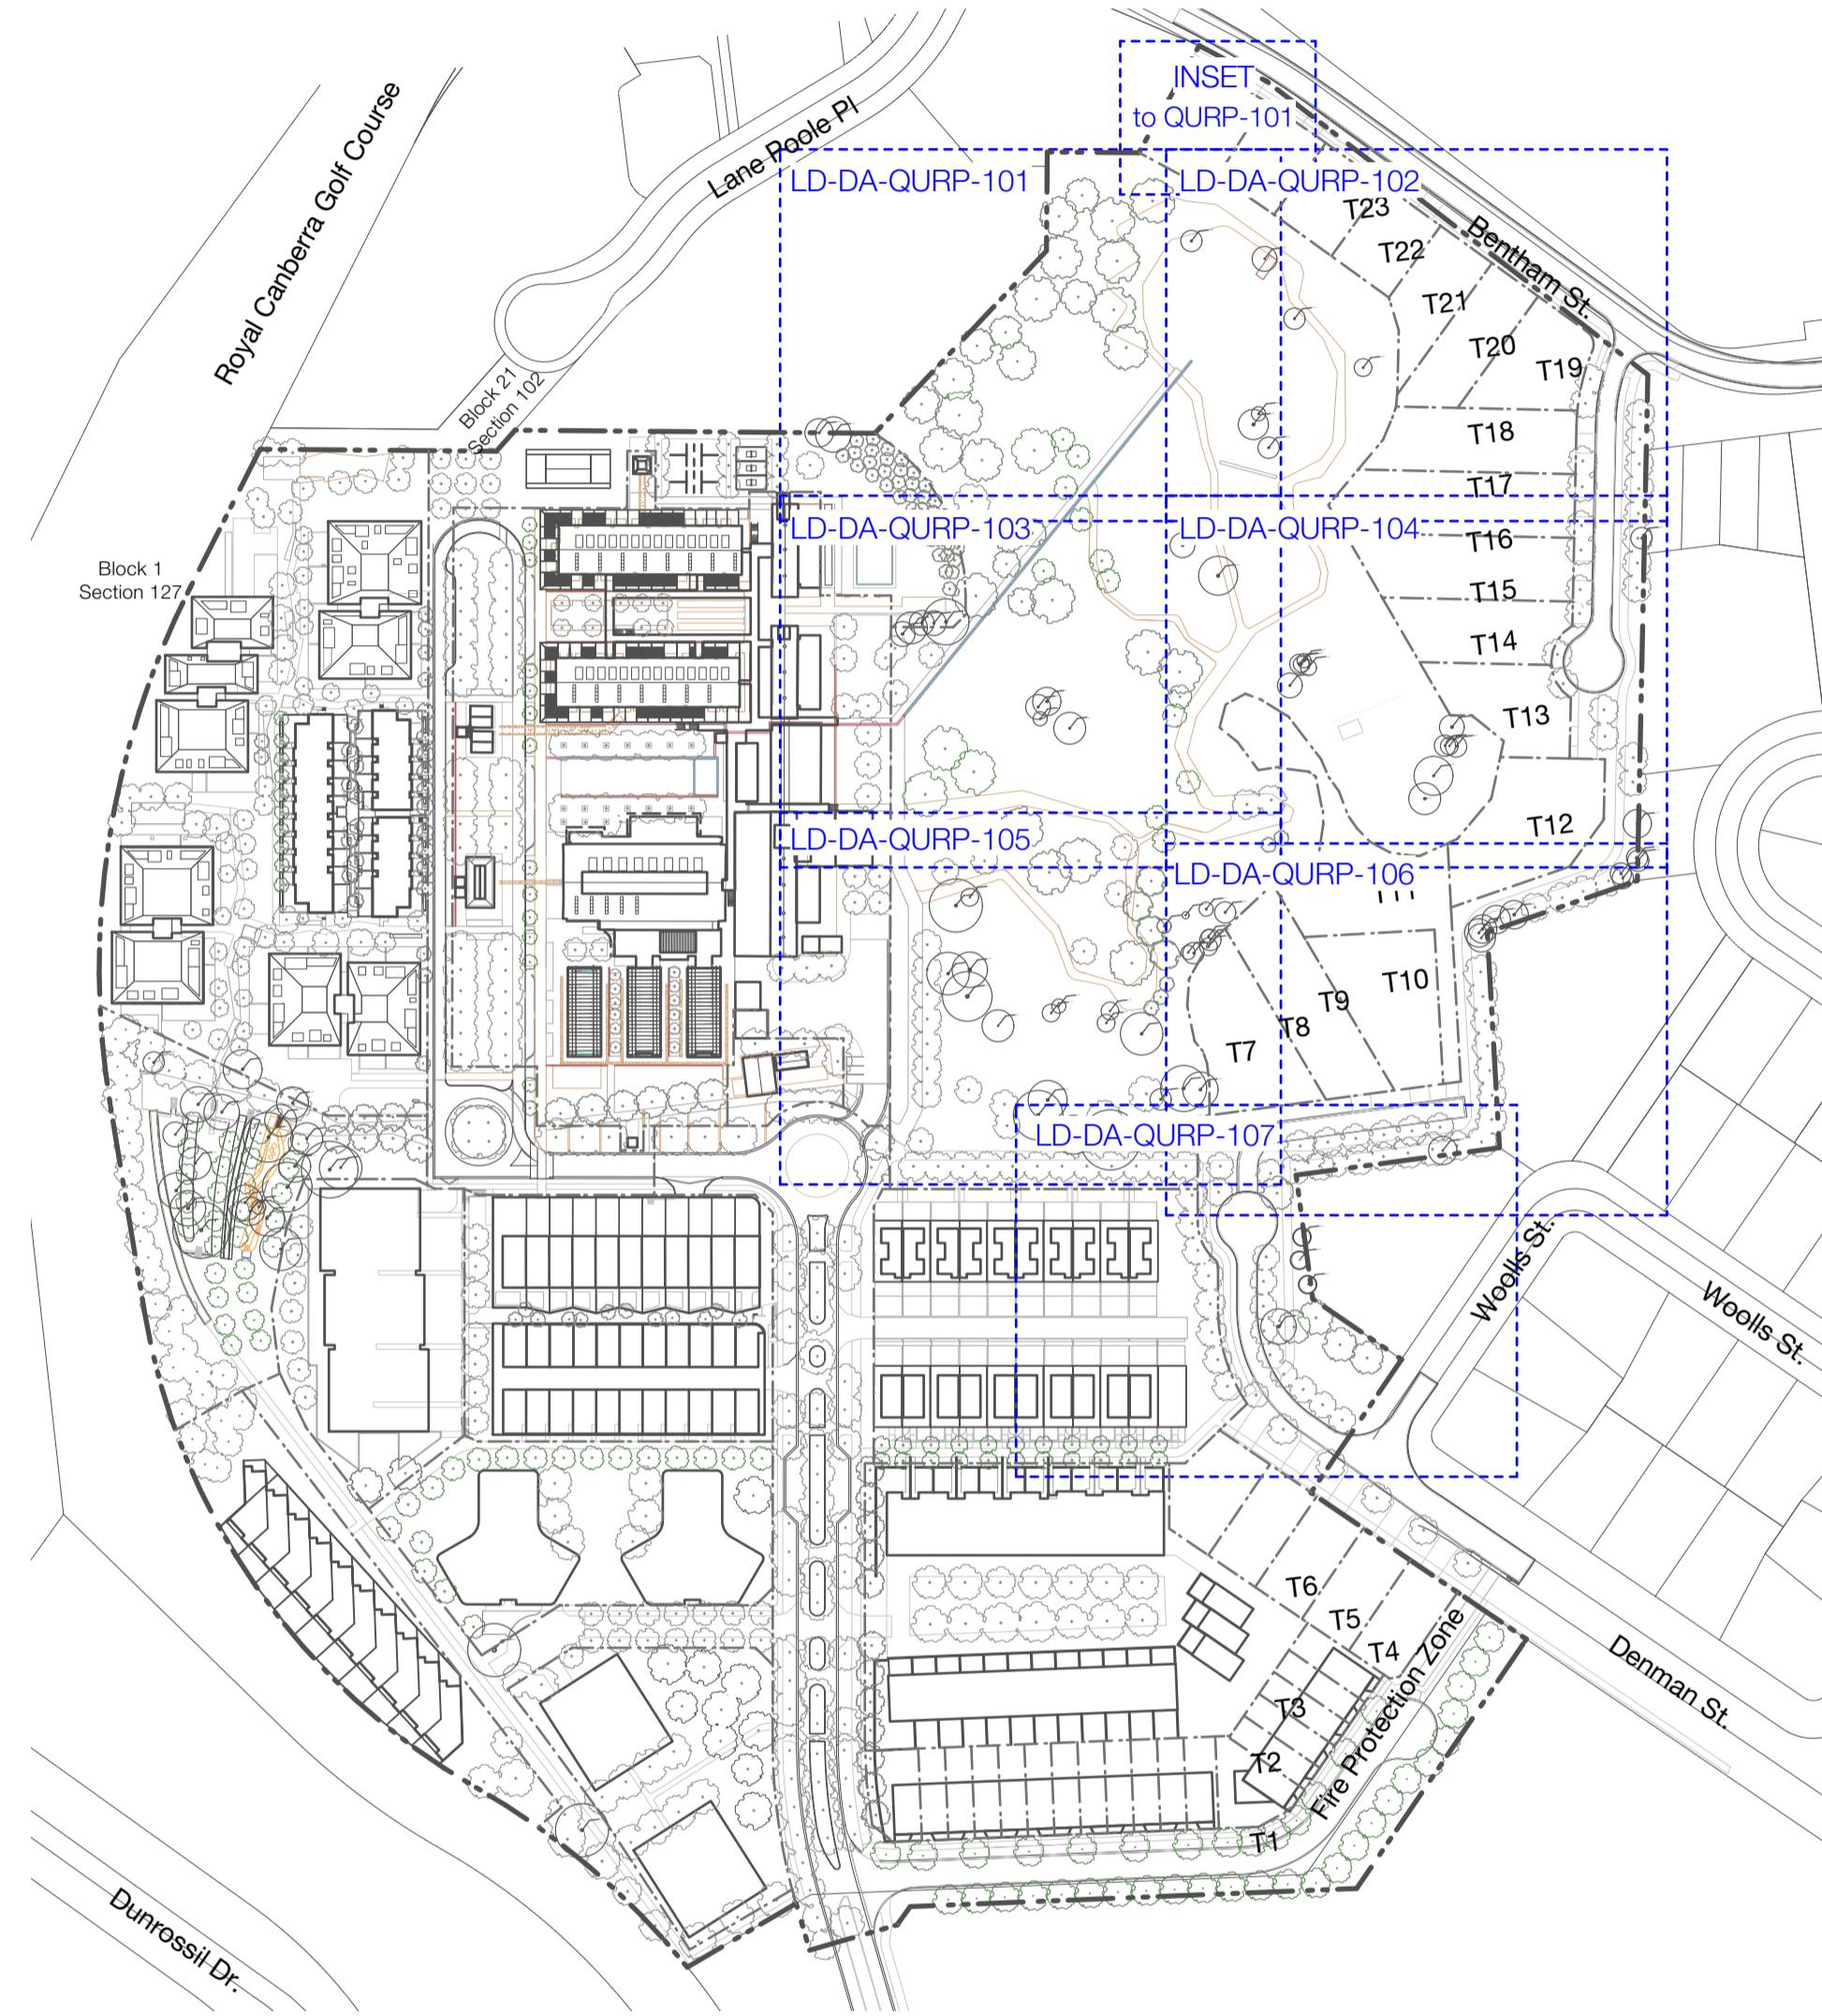 INSET
to QURP-101
Royal Canberra Golf Course
Lane Poole Pl
LD-DA-QURP-101
LD-DA-QURP-102
T23
Bentham St.
T22
T21
T20
T19
Block 21
Section 102
T18
T17
LD-DA-QURP-103
LD-DA-QURP-104
T16
Block 1
Section 127
T15
T14
T13
T12
LD-DA-QURP-105
LD-DA-QURP-106
T10
T9
T8
T7
LD-DA-QURP-107
Woolls St.
Woolls St.
T6
T5
T4
Fire Protection Zone
Denman St.
T3
T2
T1
Dunrossil Dr.